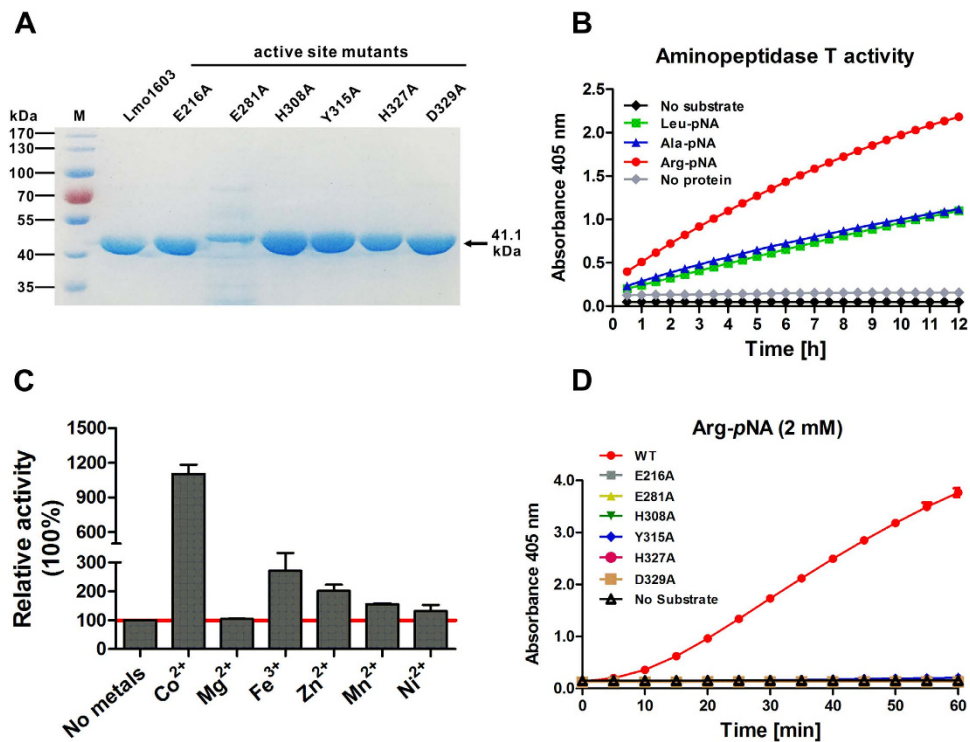 A
active site mutants
Lmo1603
E216A
E281A
H308A
Y315A
H327A
D329A
kDa
M
170
130
100
70
55
40
35
41.1
kDa
B
Aminopeptidase T activity
No substrate
Leu-pNA
Ala-pNA
Arg-pNA
No protein
Absorbance 405 nm
2.5
2.0
1.5
1.0
0.5
0.0
0 1 2 3 4 5 6 7 8 9 10 11 12
Time [h]
C
Relative activity
(100%)
1500
1200
900
300
200
100
0
No metals
Co²⁺
Mg²⁺
Fe³⁺
Zn²⁺
Mn²⁺
Ni²⁺
D
Arg-pNA (2 mM)
WT
E216A
E281A
H308A
Y315A
H327A
D329A
No Substrate
Absorbance 405 nm
4.0
3.0
2.0
1.0
0.0
0 10 20 30 40 50 60
Time [min]